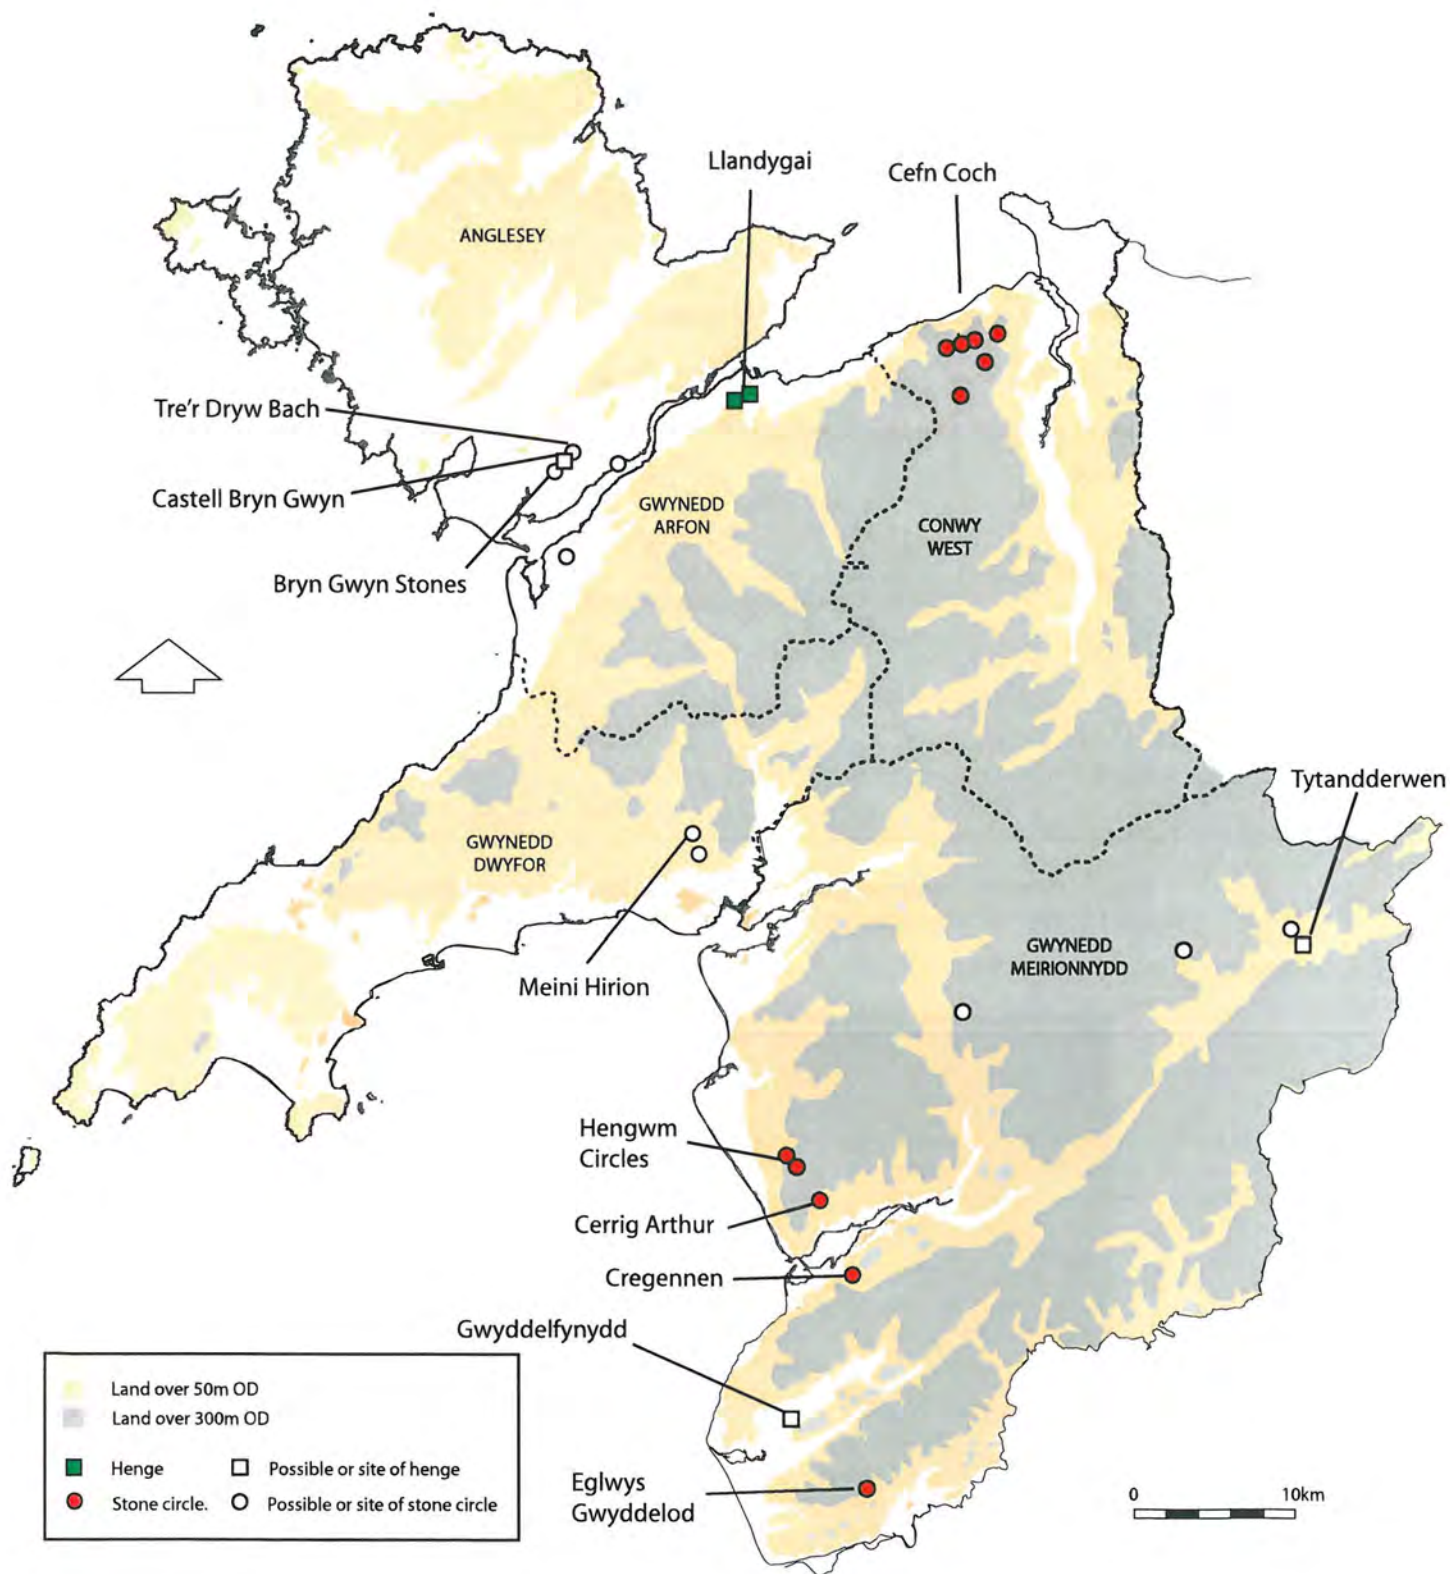 Llandygai
Cefn Coch
ANGLESEY
Tre'r Dryw Bach
Castell Bryn Gwyn
GWYNEDD
ARFON
CONWY
WEST
Bryn Gwyn Stones
Tytandderwen
GWYNEDD
DWYFOR
GWYNEDD
MEIRIONNYDD
Meini Hirion
Hengwm
Circles
Cerrig Arthur
Cregennen
Gwyddelfynydd
Eglwys
Gwyddelod
Land over 50m OD
Land over 300m OD
Henge
Possible or site of henge
Stone circle.
Possible or site of stone circle
0 10km